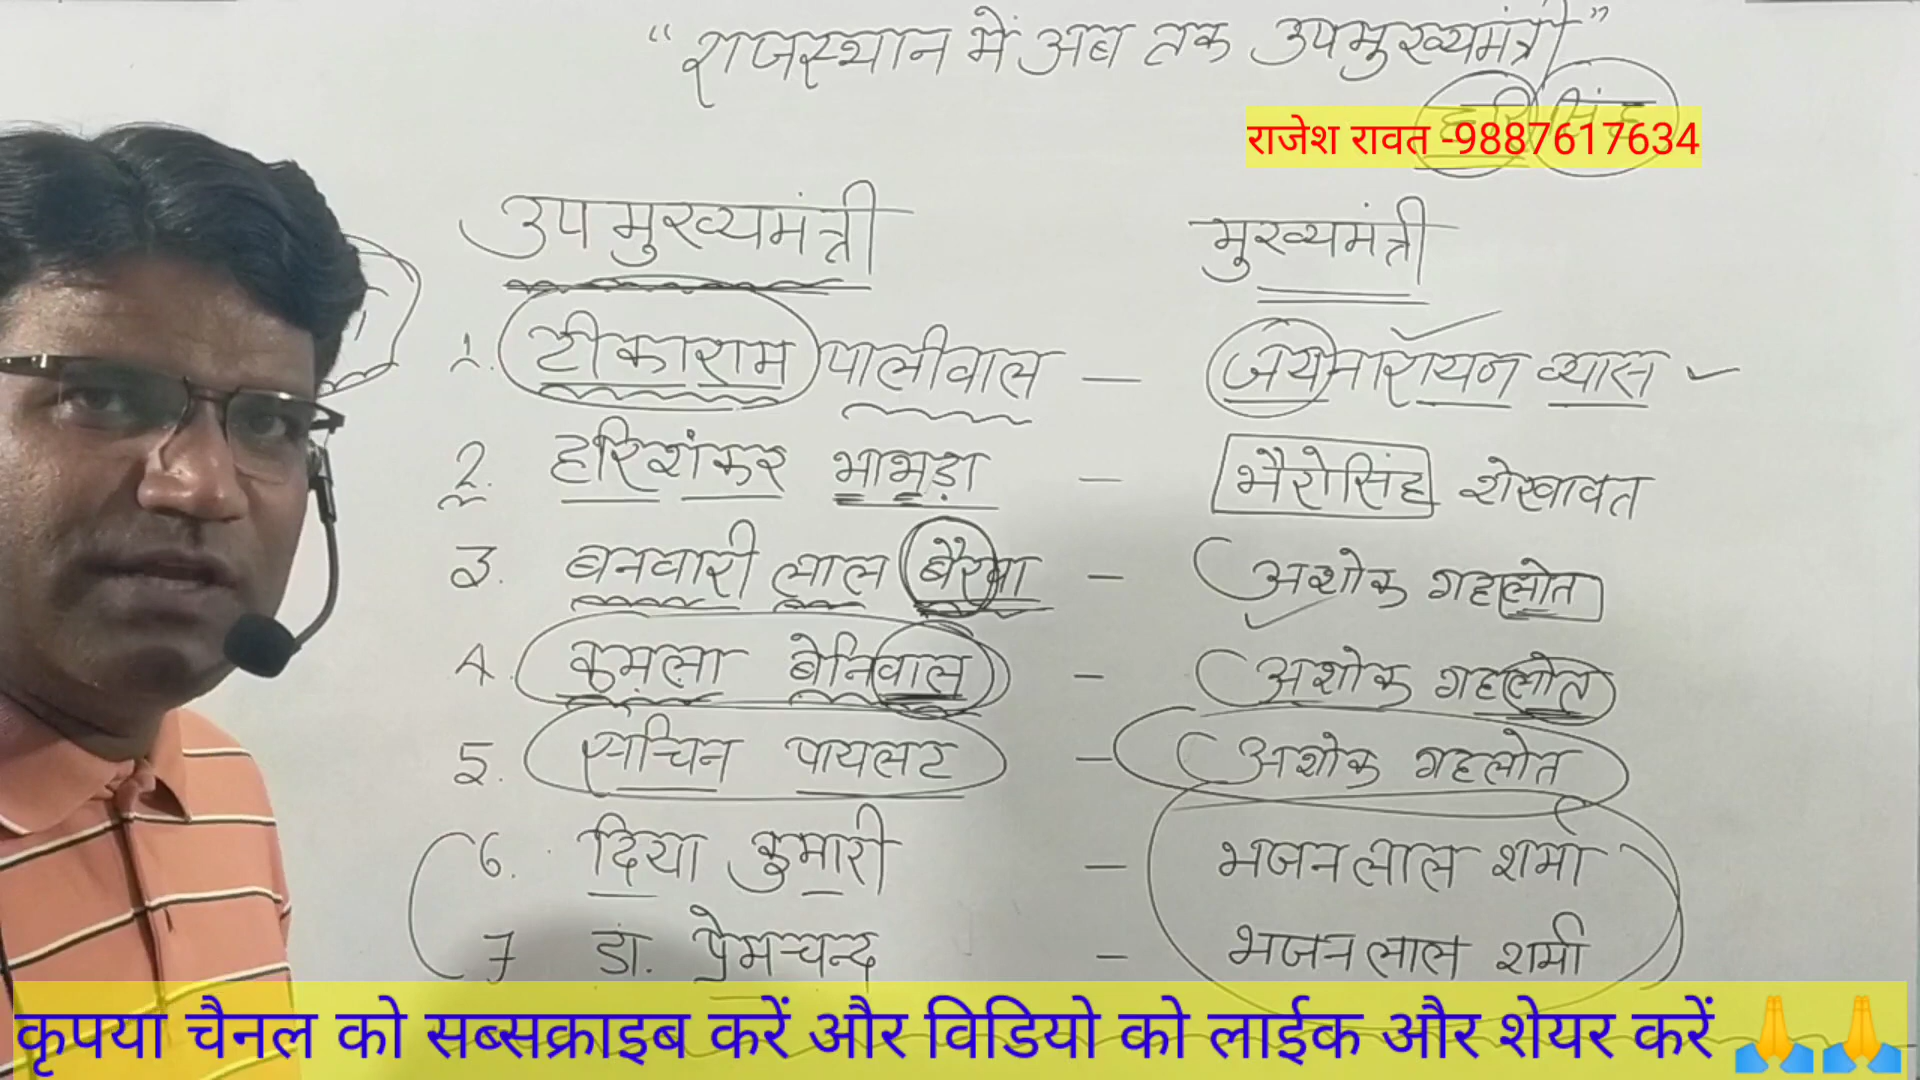 “राजस्थान में अब तक उपमुख्यमंत्री”
हरि सिंह
राजेश रावत -9887617634
उपमुख्यमंत्री मुख्यमंत्री
1. टीकाराम पालीवाल – जयनारायण व्यास
2. हरिशंकर भाभड़ा – भैरोसिंह शेखावत
3. बनवारी लाल बैरवा – अशोक गहलोत
4. कमला बेनिवाल – अशोक गहलोत
5. सचिन पायलट – अशोक गहलोत
6. दिया कुमारी – भजनलाल शर्मा
7 डा. प्रेमचन्द – भजनलाल शर्मा
कृपया चैनल को सब्सक्राइब करें और विडियो को लाईक और शेयर करें 🙏🙏